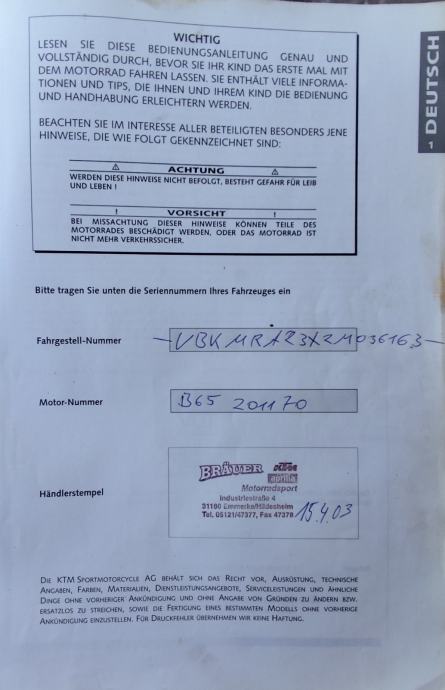 WICHTIG
LESEN SIE DIESE BEDIENUNGSANLEITUNG GENAU UND
VOLLSTÄNDIG DURCH, BEVOR SIE IHR KIND DAS ERSTE MAL MIT
DEM MOTORRAD FAHREN LASSEN. SIE ENTHÄLT VIELE INFORMA-
TIONEN UND TIPS, DIE IHNEN UND IHREM KIND DIE BEDIENUNG
UND HANDHABUNG ERLEICHTERN WERDEN.
BEACHTEN SIE IM INTERESSE ALLER BETEILIGTEN BESONDERS JENE
HINWEISE, DIE WIE FOLGT GEKENNZEICHNET SIND:
! ACHTUNG !
WERDEN DIESE HINWEISE NICHT BEFOLGT, BESTEHT GEFAHR FÜR LEIB
UND LEBEN !
! VORSICHT !
BEI MISSACHTUNG DIESER HINWEISE KÖNNEN TEILE DES
MOTORRADES BESCHÄDIGT WERDEN, ODER DAS MOTORRAD IST
NICHT MEHR VERKEHRSSICHER.
1 DEUTSCH
Bitte tragen Sie unten die Seriennummern Ihres Fahrzeuges ein
Fahrgestell-Nummer
Motor-Nummer B65 201170
BRÄUER KTM
aprilia
Motorradsport
Industriestraße 4
Händlerstempel 31180 Emmerke/Hildesheim
Tel. 05121/47377, Fax 47378 15.4.03
DIE KTM SPORTMOTORCYCLE AG BEHÄLT SICH DAS RECHT VOR, AUSRÜSTUNG, TECHNISCHE
ANGABEN, FARBEN, MATERIALIEN, DIENSTLEISTUNGSANGEBOTE, SERVICELEISTUNGEN UND ÄHNLICHE
DINGE OHNE VORHERIGER ANKÜNDIGUNG UND OHNE ANGABE VON GRÜNDEN ZU ÄNDERN BZW.
ERSATZLOS ZU STREICHEN, SOWIE DIE FERTIGUNG EINES BESTIMMTEN MODELLS OHNE VORHERIGE
ANKÜNDIGUNG EINZUSTELLEN. FÜR DRUCKFEHLER ÜBERNEHMEN WIR KEINE HAFTUNG.